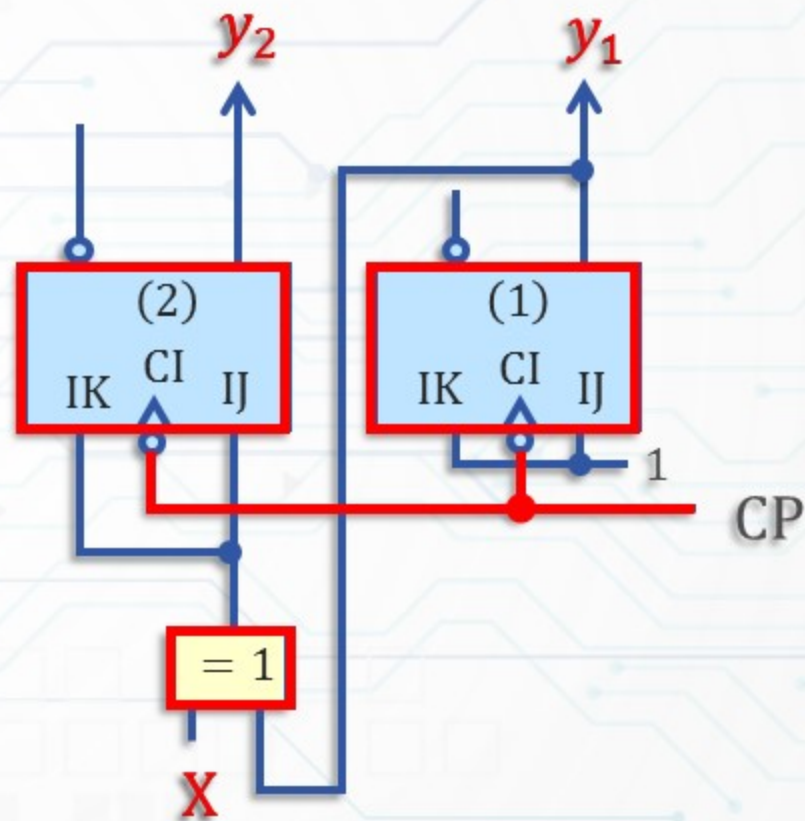 y₂
y₁
(2)
(1)
IK CI IJ
IK CI IJ
1
CP
= 1
X